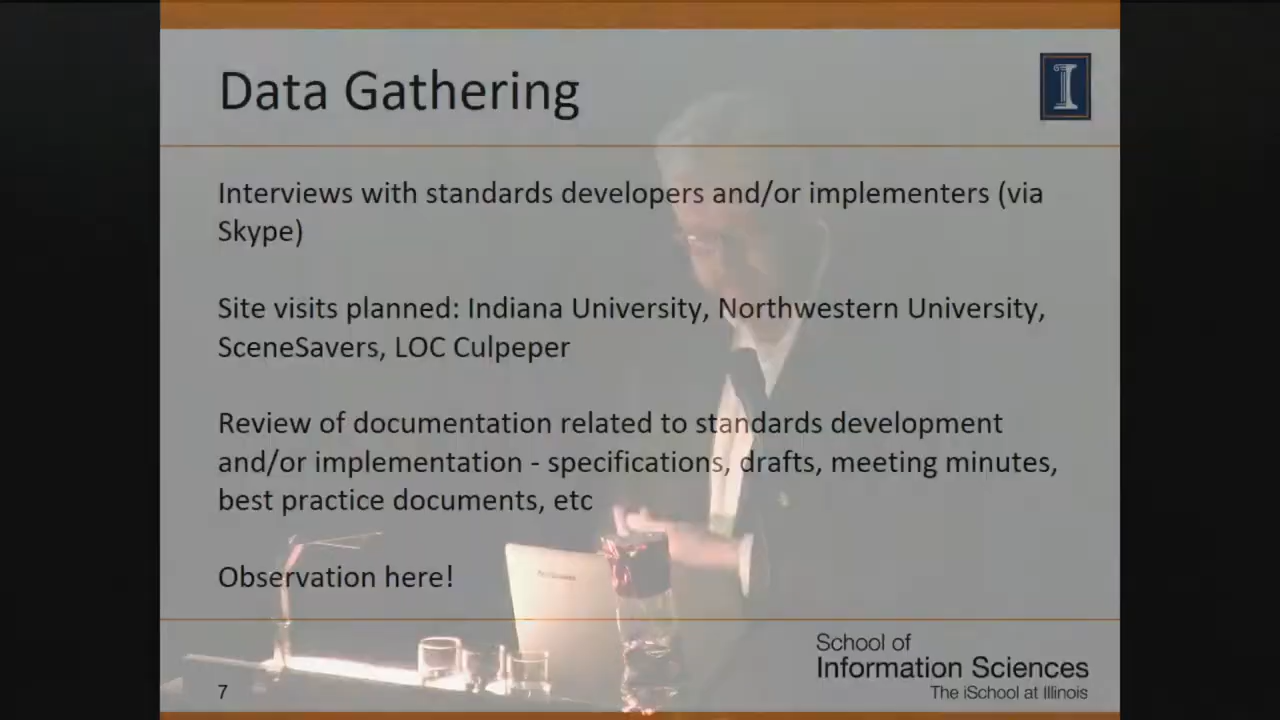 Data Gathering
Interviews with standards developers and/or implementers (via
Skype)
Site visits planned: Indiana University, Northwestern University,
SceneSavers, LOC Culpeper
Review of documentation related to standards development
and/or implementation - specifications, drafts, meeting minutes,
best practice documents, etc
Observation here!
School of
Information Sciences
The iSchool at Illinois
7